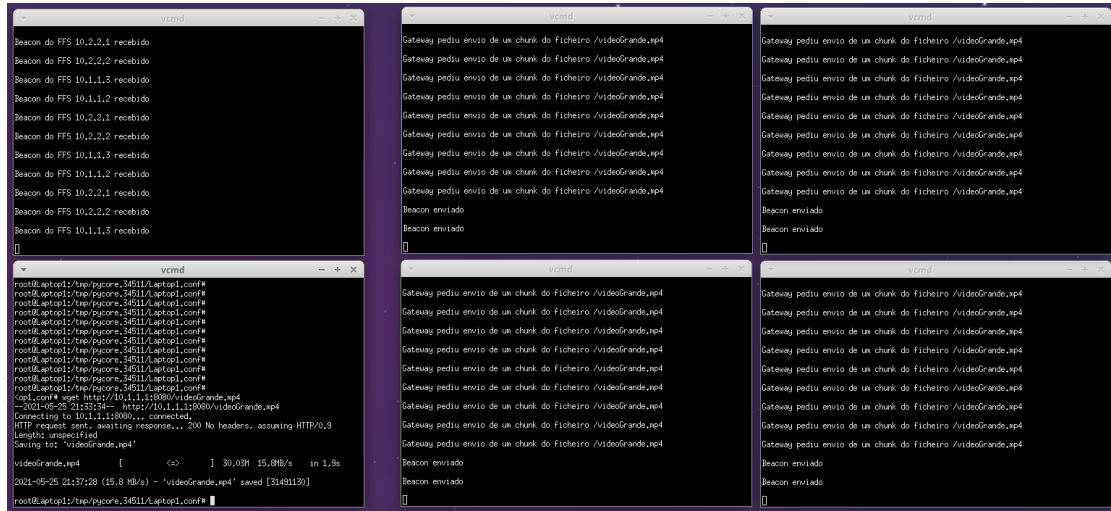 vcmd
Beacon do FFS 10.2.2.1 recebido
Beacon do FFS 10.2.2.2 recebido
Beacon do FFS 10.1.1.3 recebido
Beacon do FFS 10.1.1.2 recebido
Beacon do FFS 10.2.2.1 recebido
Beacon do FFS 10.2.2.2 recebido
Beacon do FFS 10.1.1.3 recebido
Beacon do FFS 10.1.1.2 recebido
Beacon do FFS 10.2.2.1 recebido
Beacon do FFS 10.2.2.2 recebido
Beacon do FFS 10.1.1.3 recebido
vcmd
Gateway pediu envio de um chunk do ficheiro /videoGrande.mp4
Gateway pediu envio de um chunk do ficheiro /videoGrande.mp4
Gateway pediu envio de um chunk do ficheiro /videoGrande.mp4
Gateway pediu envio de um chunk do ficheiro /videoGrande.mp4
Gateway pediu envio de um chunk do ficheiro /videoGrande.mp4
Gateway pediu envio de um chunk do ficheiro /videoGrande.mp4
Gateway pediu envio de um chunk do ficheiro /videoGrande.mp4
Gateway pediu envio de um chunk do ficheiro /videoGrande.mp4
Gateway pediu envio de um chunk do ficheiro /videoGrande.mp4
Beacon enviado
Beacon enviado
vcmd
Gateway pediu envio de um chunk do ficheiro /videoGrande.mp4
Gateway pediu envio de um chunk do ficheiro /videoGrande.mp4
Gateway pediu envio de um chunk do ficheiro /videoGrande.mp4
Gateway pediu envio de um chunk do ficheiro /videoGrande.mp4
Gateway pediu envio de um chunk do ficheiro /videoGrande.mp4
Gateway pediu envio de um chunk do ficheiro /videoGrande.mp4
Gateway pediu envio de um chunk do ficheiro /videoGrande.mp4
Gateway pediu envio de um chunk do ficheiro /videoGrande.mp4
Gateway pediu envio de um chunk do ficheiro /videoGrande.mp4
Beacon enviado
Beacon enviado
vcmd
root@Laptop1:/tmp/pycore.34511/Laptop1.conf#
root@Laptop1:/tmp/pycore.34511/Laptop1.conf#
root@Laptop1:/tmp/pycore.34511/Laptop1.conf#
root@Laptop1:/tmp/pycore.34511/Laptop1.conf#
root@Laptop1:/tmp/pycore.34511/Laptop1.conf#
root@Laptop1:/tmp/pycore.34511/Laptop1.conf#
root@Laptop1:/tmp/pycore.34511/Laptop1.conf#
root@Laptop1:/tmp/pycore.34511/Laptop1.conf#
root@Laptop1:/tmp/pycore.34511/Laptop1.conf#
root@Laptop1:/tmp/pycore.34511/Laptop1.conf#
root@Laptop1:/tmp/pycore.34511/Laptop1.conf#
root@Laptop1:/tmp/pycore.34511/Laptop1.conf#
<op1.conf# wget http://10.1.1.1:8080/videoGrande.mp4
--2021-05-25 21:33:34-- http://10.1.1.1:8080/videoGrande.mp4
Connecting to 10.1.1.1:8080... connected.
HTTP request sent, awaiting response... 200 No headers, assuming HTTP/0.9
Length: unspecified
Saving to: ‘videoGrande.mp4’
videoGrande.mp4 [ <=> ] 30,03M 15,8MB/s in 1,9s
2021-05-25 21:37:28 (15,8 MB/s) - ‘videoGrande.mp4’ saved [31491130]
root@Laptop1:/tmp/pycore.34511/Laptop1.conf#
vcmd
Gateway pediu envio de um chunk do ficheiro /videoGrande.mp4
Gateway pediu envio de um chunk do ficheiro /videoGrande.mp4
Gateway pediu envio de um chunk do ficheiro /videoGrande.mp4
Gateway pediu envio de um chunk do ficheiro /videoGrande.mp4
Gateway pediu envio de um chunk do ficheiro /videoGrande.mp4
Gateway pediu envio de um chunk do ficheiro /videoGrande.mp4
Gateway pediu envio de um chunk do ficheiro /videoGrande.mp4
Gateway pediu envio de um chunk do ficheiro /videoGrande.mp4
Gateway pediu envio de um chunk do ficheiro /videoGrande.mp4
Beacon enviado
Beacon enviado
vcmd
Gateway pediu envio de um chunk do ficheiro /videoGrande.mp4
Gateway pediu envio de um chunk do ficheiro /videoGrande.mp4
Gateway pediu envio de um chunk do ficheiro /videoGrande.mp4
Gateway pediu envio de um chunk do ficheiro /videoGrande.mp4
Gateway pediu envio de um chunk do ficheiro /videoGrande.mp4
Gateway pediu envio de um chunk do ficheiro /videoGrande.mp4
Gateway pediu envio de um chunk do ficheiro /videoGrande.mp4
Gateway pediu envio de um chunk do ficheiro /videoGrande.mp4
Gateway pediu envio de um chunk do ficheiro /videoGrande.mp4
Beacon enviado
Beacon enviado